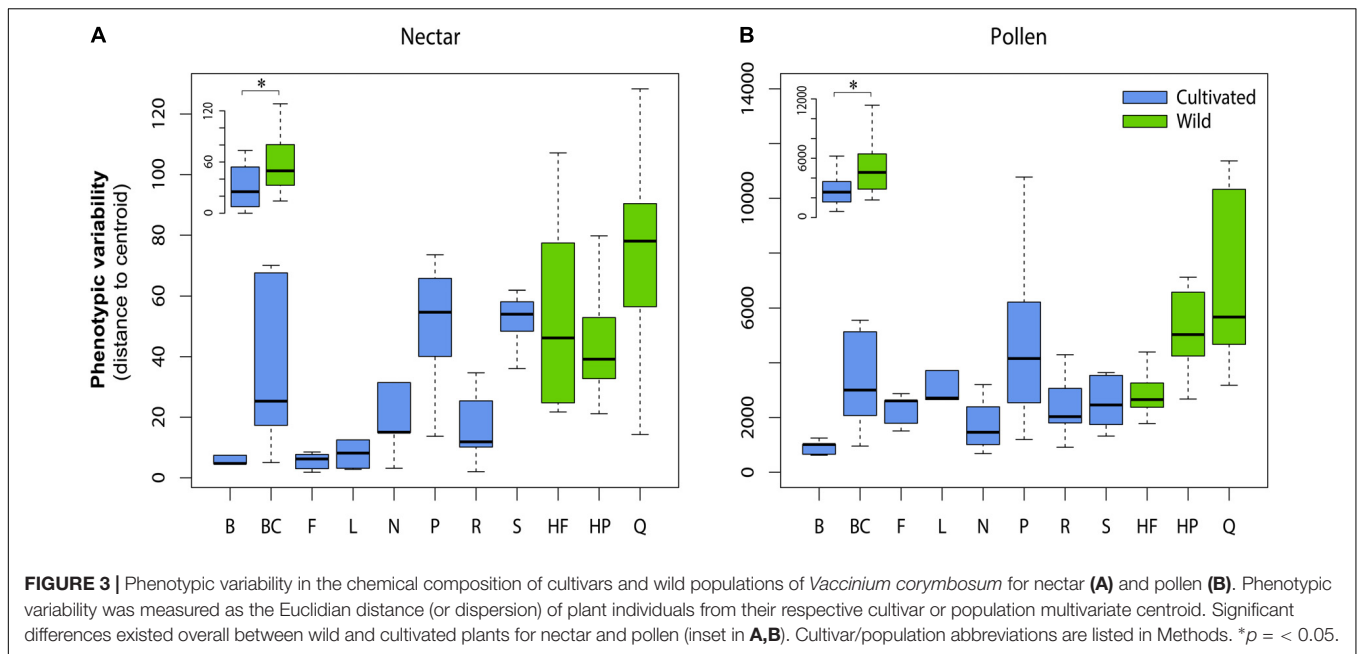 A
Nectar
Phenotypic variability
(distance to centroid)
0
20
40
60
80
100
120
*
0
60
120
B
BC
F
L
N
P
R
S
HF
HP
Q
B
Pollen
0
2000
6000
10000
14000
*
0
6000
12000
Cultivated
Wild
B
BC
F
L
N
P
R
S
HF
HP
Q
FIGURE 3 | Phenotypic variability in the chemical composition of cultivars and wild populations of Vaccinium corymbosum for nectar (A) and pollen (B). Phenotypic
variability was measured as the Euclidian distance (or dispersion) of plant individuals from their respective cultivar or population multivariate centroid. Significant
differences existed overall between wild and cultivated plants for nectar and pollen (inset in A,B). Cultivar/population abbreviations are listed in Methods. *p = < 0.05.